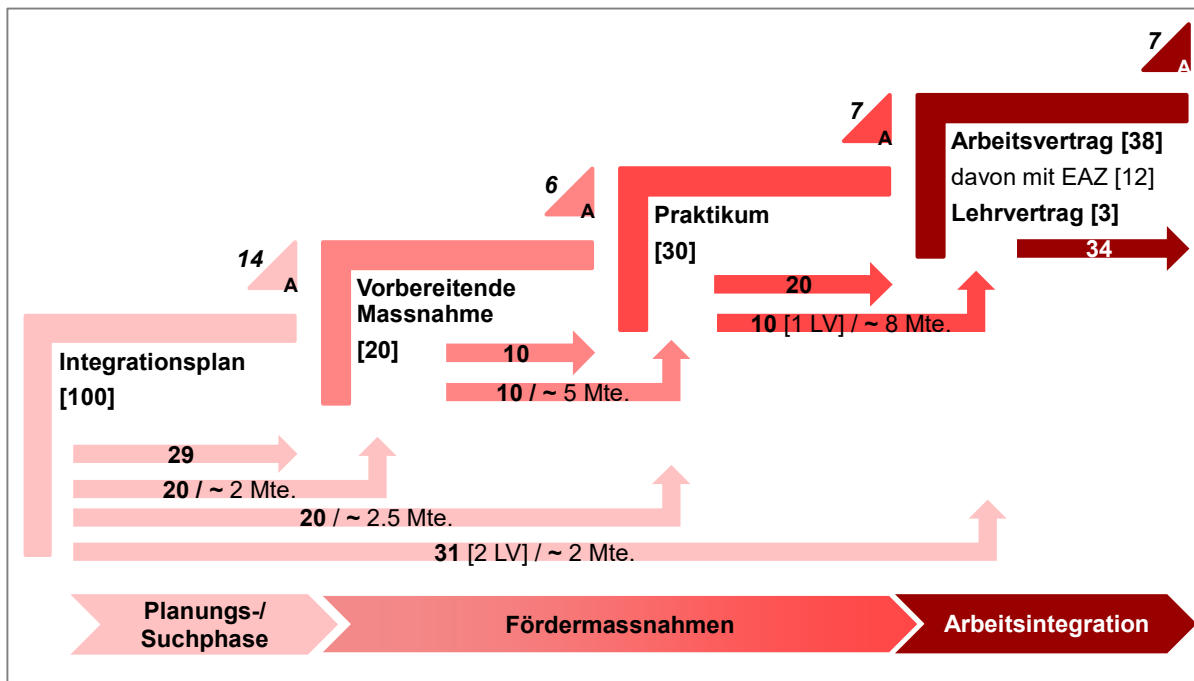 7
A
7
A
Arbeitsvertrag [38]
davon mit EAZ [12]
Lehrvertrag [3]
34
6
A
Praktikum
[30]
20
10 [1 LV] / ~ 8 Mte.
14
A
Vorbereitende
Massnahme
[20]
10
10 / ~ 5 Mte.
Integrationsplan
[100]
29
20 / ~ 2 Mte.
20 / ~ 2.5 Mte.
31 [2 LV] / ~ 2 Mte.
Planungs-/
Suchphase
Fördermassnahmen
Arbeitsintegration